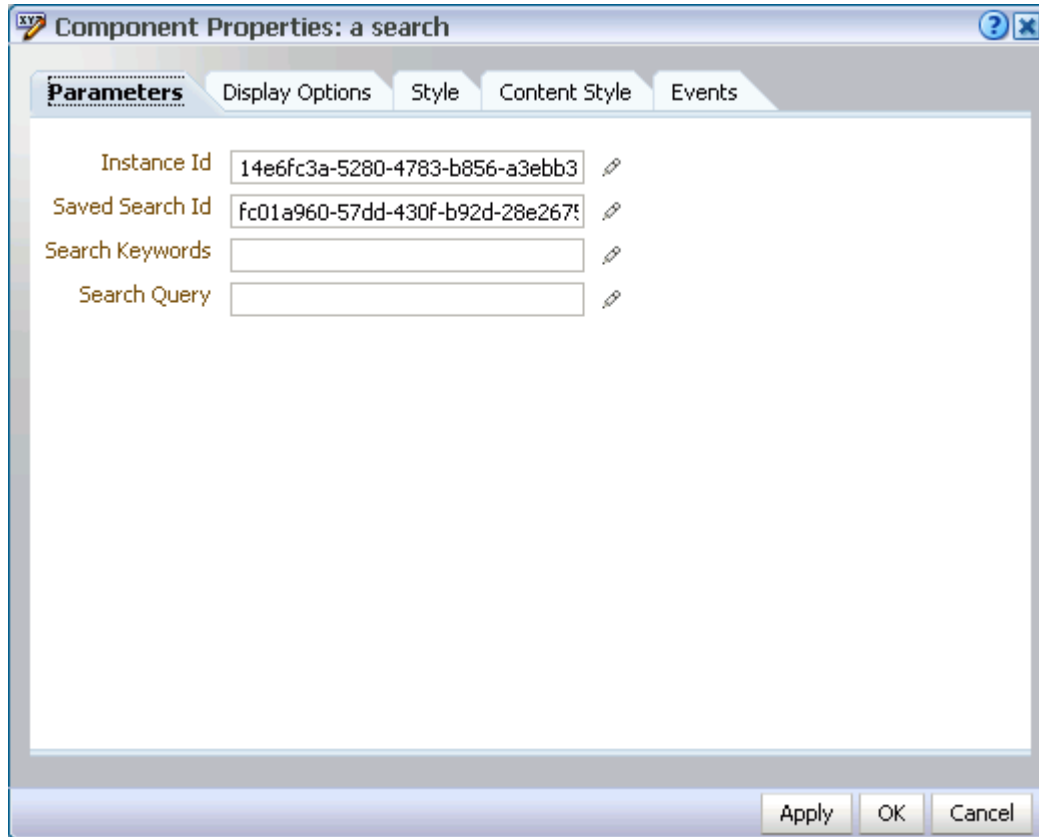 Component Properties: a search
Parameters Display Options Style Content Style Events
Instance Id 14e6fc3a-5280-4783-b856-a3ebb3
Saved Search Id fc01a960-57dd-430f-b92d-28e267
Search Keywords
Search Query
Apply OK Cancel